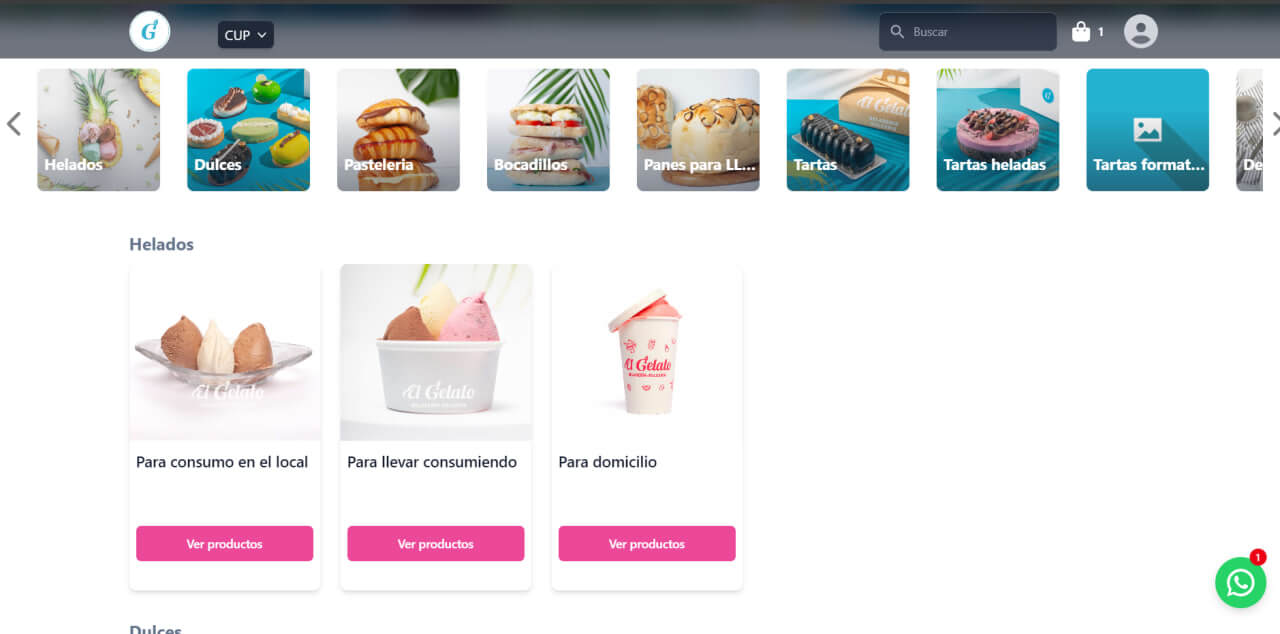 G
CUP
Buscar
1
Helados
Dulces
Pasteleria
Bocadillos
Panes para LL...
Tartas
Tartas heladas
Tartas format...
De
Helados
El Gelato
El Gelato
El Gelato
Para consumo en el local
Para llevar consumiendo
Para domicilio
Ver productos
Ver productos
Ver productos
1
Dulces